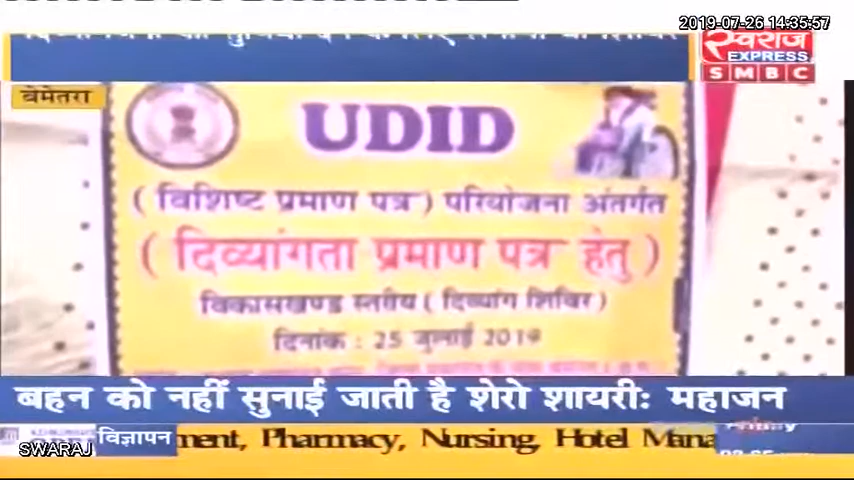 2019-07-26 14:35:57
स्वराज
EXPRESS
SMBC
बेमेतरा
UDID
( विशिष्ट प्रमाण पत्र ) परियोजना अंतर्गत
( दिव्यांगता प्रमाण पत्र हेतु )
विकासखण्ड स्तरीय ( दिव्यांग शिविर )
दिनांक : 25 जुलाई 2019
बहन को नहीं सुनाई जाती है शेरो शायरी: महाजन
SWARAJ
विज्ञापन
ment, Pharmacy, Nursing, Hotel Mana